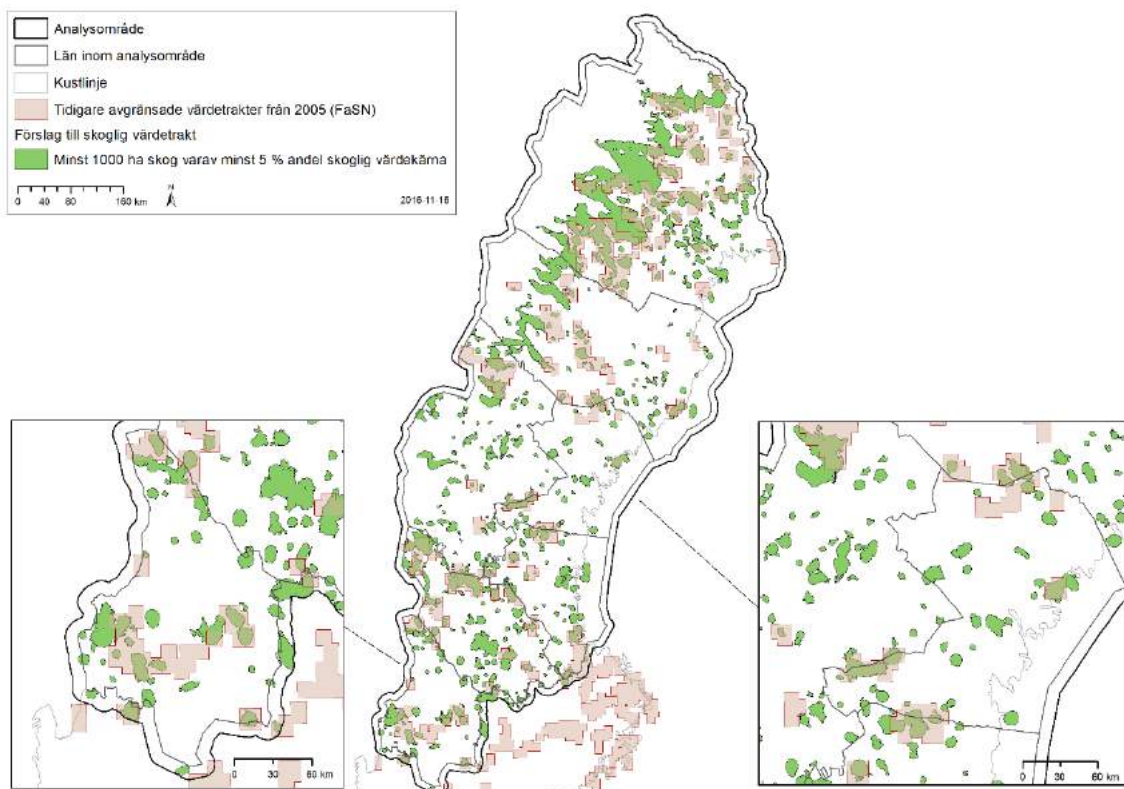 Analysområde
Län inom analysområde
Kustlinje
Tidigare avgränsade värdetrakter från 2005 (FaSN)
Förslag till skoglig värdetrakt
Minst 1000 ha skog varav minst 5 % andel skoglig värdekärna
N
0 40 80 160 km
2016-11-16
0 30 60 km
0 30 60 km